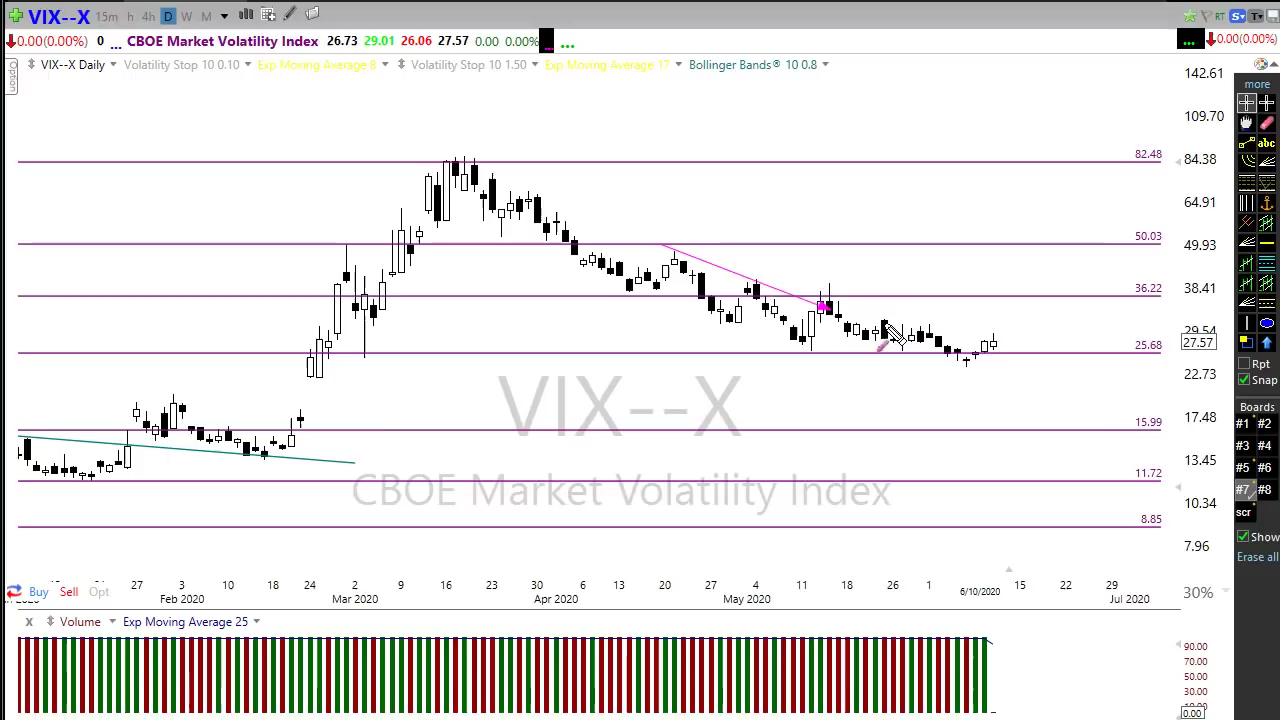 VIX--X 15m h 4h D W M
S T
RT
0.00(0.00%) 0 ... CBOE Market Volatility Index 26.73 29.01 26.06 27.57 0.00 0.00% ... ...
... 0.00(0.00%)
Option
VIX--X Daily Volatility Stop 10 0.10 Exp Moving Average 8 Volatility Stop 10 1.50 Exp Moving Average 17 Bollinger Bands® 10 0.8
142.61
109.70
84.38
64.91
49.93
38.41
29.54
27.57
22.73
17.48
13.45
10.34
7.96
82.48
50.03
36.22
25.68
15.99
11.72
8.85
VIX--X
CBOE Market Volatility Index
27 3 10 18 24 2 9 16 23 30 6 13 20 27 4 11 18 26 1 6/10/2020 15 22 29
Feb 2020 Mar 2020 Apr 2020 May 2020 Jul 2020
30%
Buy Sell Opt
x Volume Exp Moving Average 25
90.00
70.00
50.00
30.00
0.00
more
abc
Rpt
Snap
Boards
#1 #2
#3 #4
#5 #6
#7 #8
scr
Show
Erase all